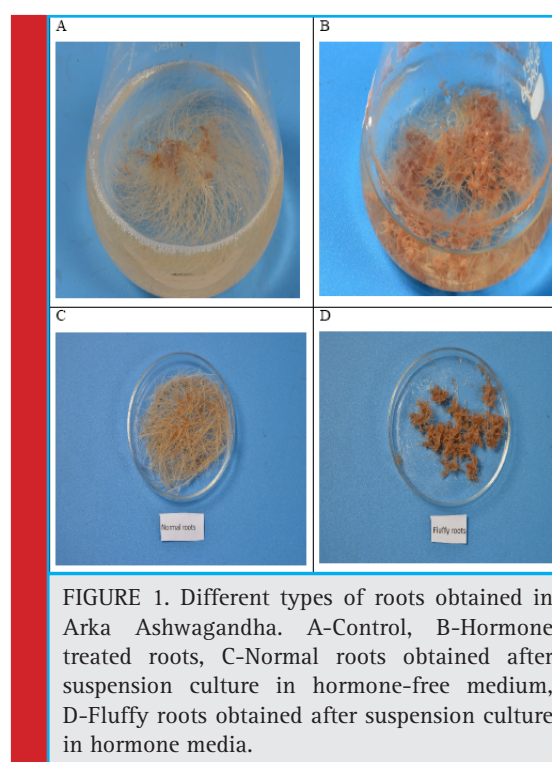 A
B
C
D
Normal roots
Fluffy roots
FIGURE 1. Different types of roots obtained in
Arka Ashwagandha. A-Control, B-Hormone
treated roots, C-Normal roots obtained after
suspension culture in hormone-free medium,
D-Fluffy roots obtained after suspension culture
in hormone media.